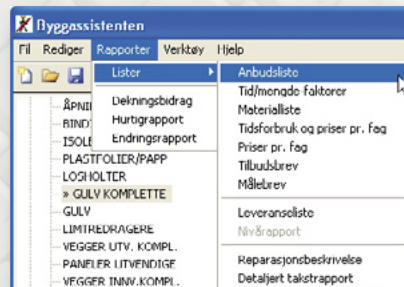 Byggassistenten
Fil Rediger Rapporter Verktøy Hjelp
Lister
Dekningsbidrag
Hurtigrapport
Endringsrapport
Anbudsliste
Tid/mengde faktorer
Materialliste
Tidsforbruk og priser pr. fag
Priser pr. fag
Tilbudsbrev
Målebrev
Leveranseliste
Nivårapport
Reparasjonsbeskrivelse
Detaljert takstrapport
ÅPNI
BIND
ISOLE
PLASTFOLIER/PAPP
LOSHOLTER
» GULV KOMPLETTE
GULV
LIMTREDRAGERE
VEGGER UTV. KOMPL.
PANELER UTVENDIGE
VEGGER INNV.KOMPL.